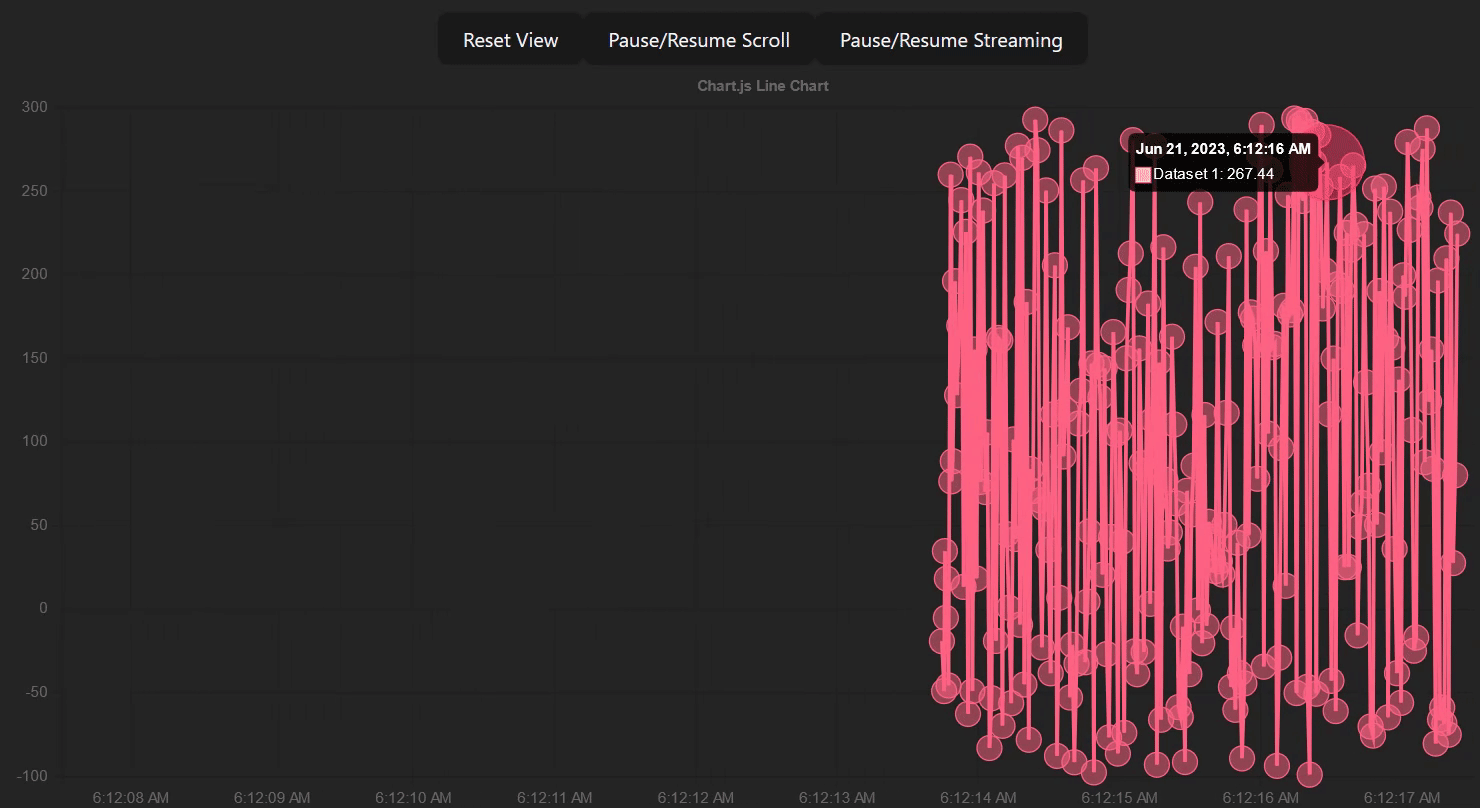 Reset View Pause/Resume Scroll Pause/Resume Streaming
Chart.js Line Chart
300
Jun 21, 2023, 6:12:16 AM
Dataset 1: 267.44
250
200
150
100
50
0
-50
-100
6:12:08 AM 6:12:09 AM 6:12:10 AM 6:12:11 AM 6:12:12 AM 6:12:13 AM 6:12:14 AM 6:12:15 AM 6:12:16 AM 6:12:17 AM